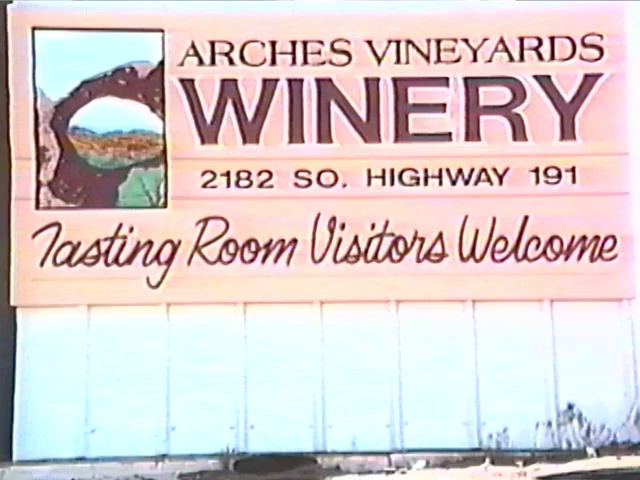 ARCHES VINEYARDS
WINERY
2182 SO. HIGHWAY 191
Tasting Room Visitors Welcome